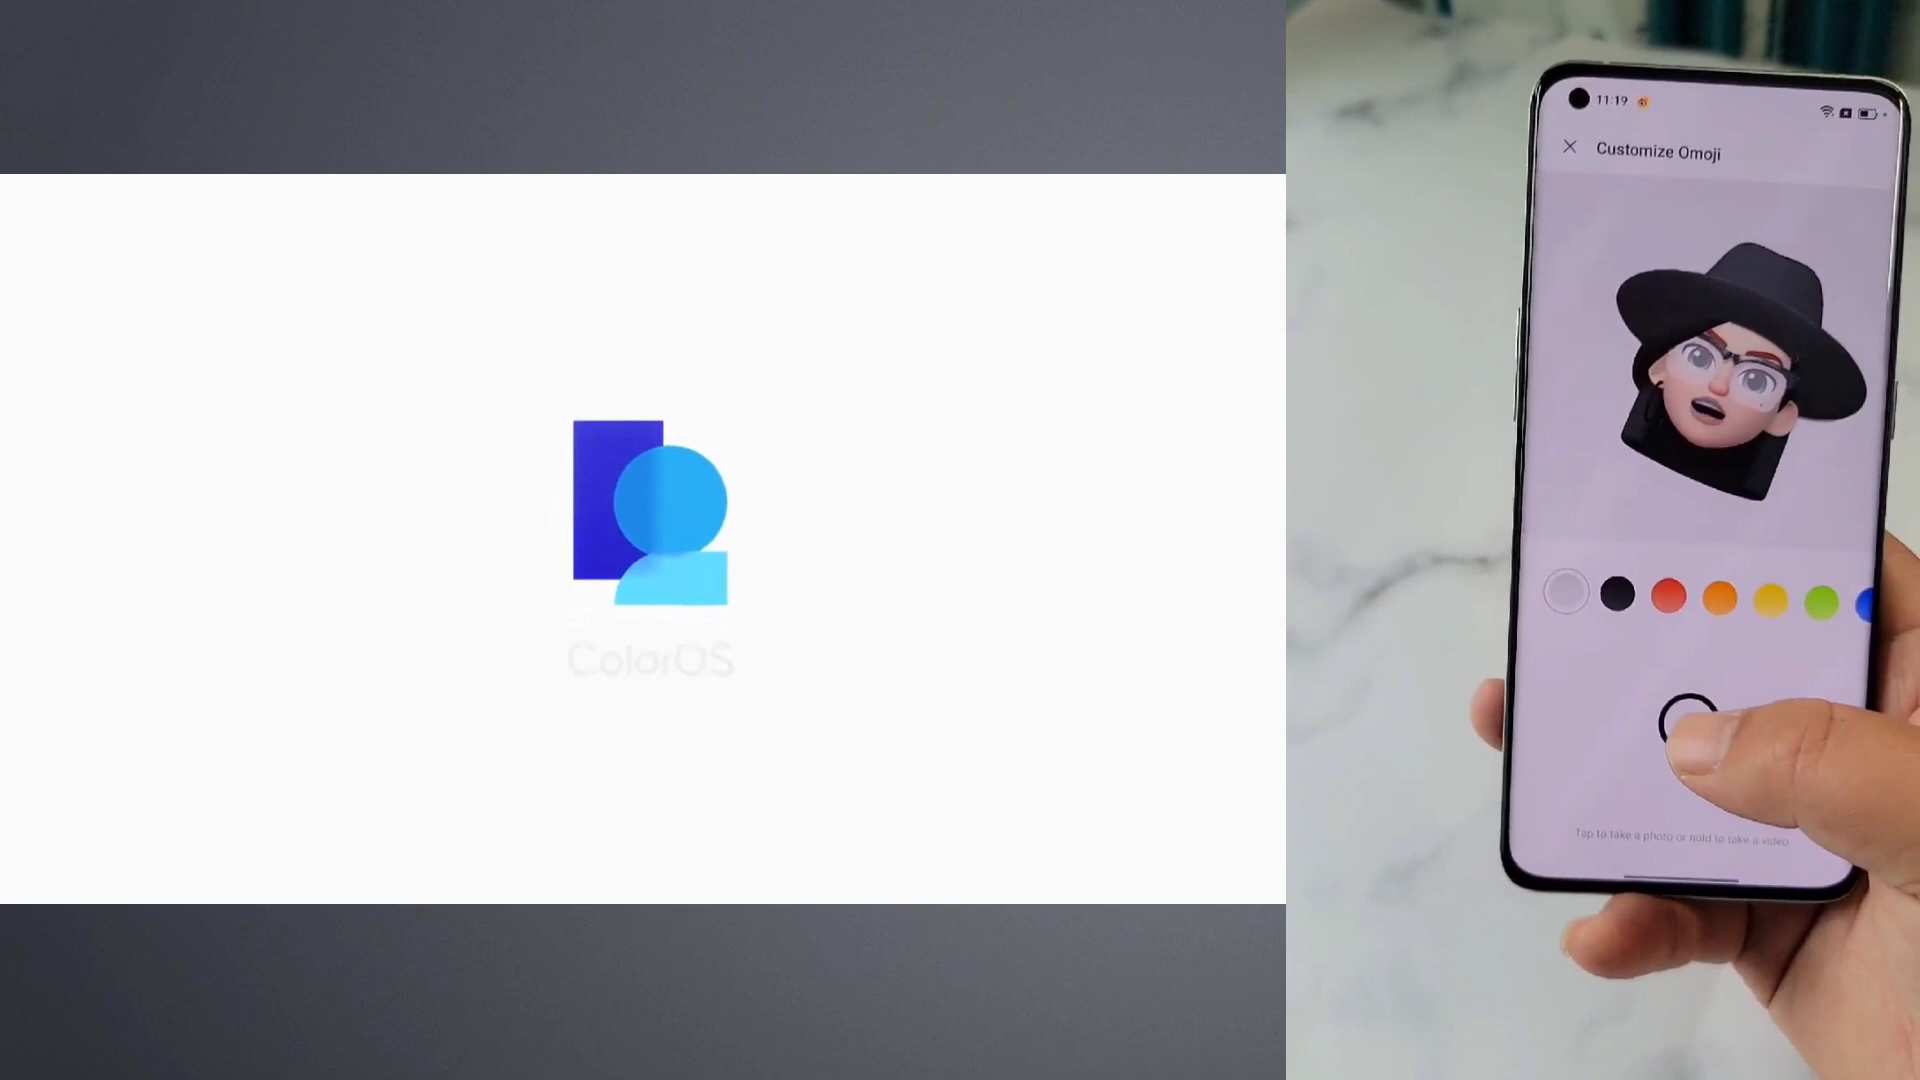 ColorOS
11:19
Customize Omoji
Tap to take a photo or hold to take a video